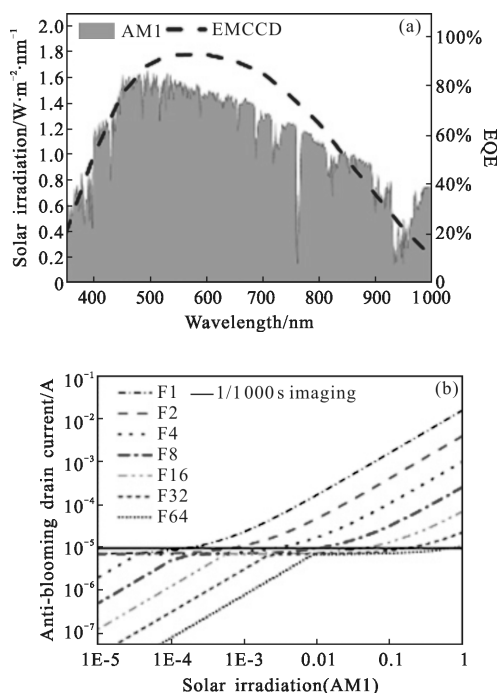 (a)
AM1 EMCCD
Solar irradiation/W·m⁻²·nm⁻¹
2.0
1.8
1.6
1.4
1.2
1.0
0.8
0.6
0.4
0.2
0
100%
80%
60%
40%
20%
0
EQE
400 500 600 700 800 900 1 000
Wavelength/nm
(b)
F1 1/1 000 s imaging
F2
F4
F8
F16
F32
F64
Anti-blooming drain current/A
10⁻¹
10⁻²
10⁻³
10⁻⁴
10⁻⁵
10⁻⁶
10⁻⁷
1E-5 1E-4 1E-3 0.01 0.1 1
Solar irradiation(AM1)